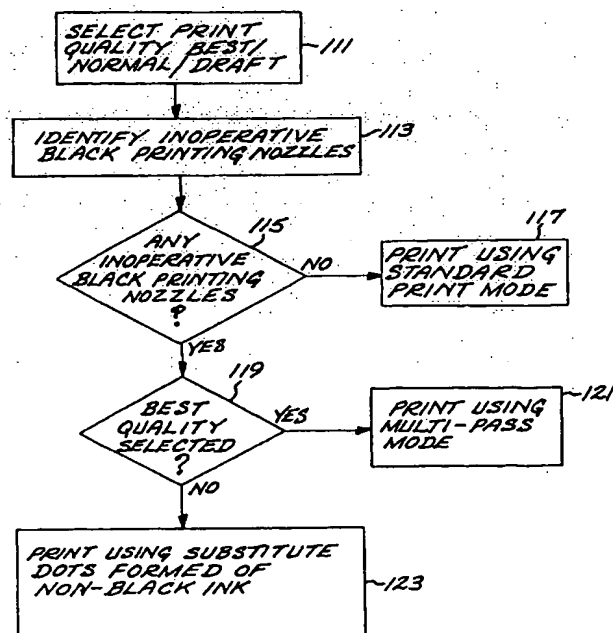 SELECT PRINT
QUALITY BEST/
NORMAL/DRAFT
111
IDENTIFY INOPERATIVE
BLACK PRINTING NOZZLES
113
115
ANY
INOPERATIVE
BLACK PRINTING
NOZZLES
?
NO
117
PRINT USING
STANDARD
PRINT MODE
YES
119
BEST
QUALITY
SELECTED
?
YES
121
PRINT USING
MULTI-PASS
MODE
NO
PRINT USING SUBSTITUTE
DOTS FORMED OF
NON-BLACK INK
123